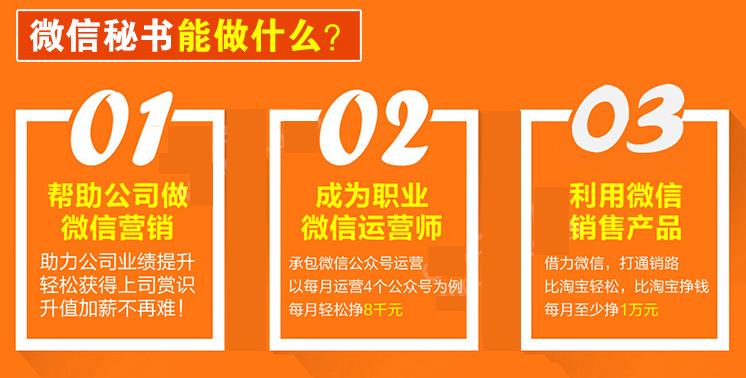 微信秘书能做什么？
01
帮助公司做
微信营销
助力公司业绩提升
轻松获得上司赏识
升值加薪不再难！
02
成为职业
微信运营师
承包微信公众号运营
以每月运营4个公众号为例
每月轻松挣8千元
03
利用微信
销售产品
借力微信，打通销路
比淘宝轻松，比淘宝挣钱
每月至少挣1万元